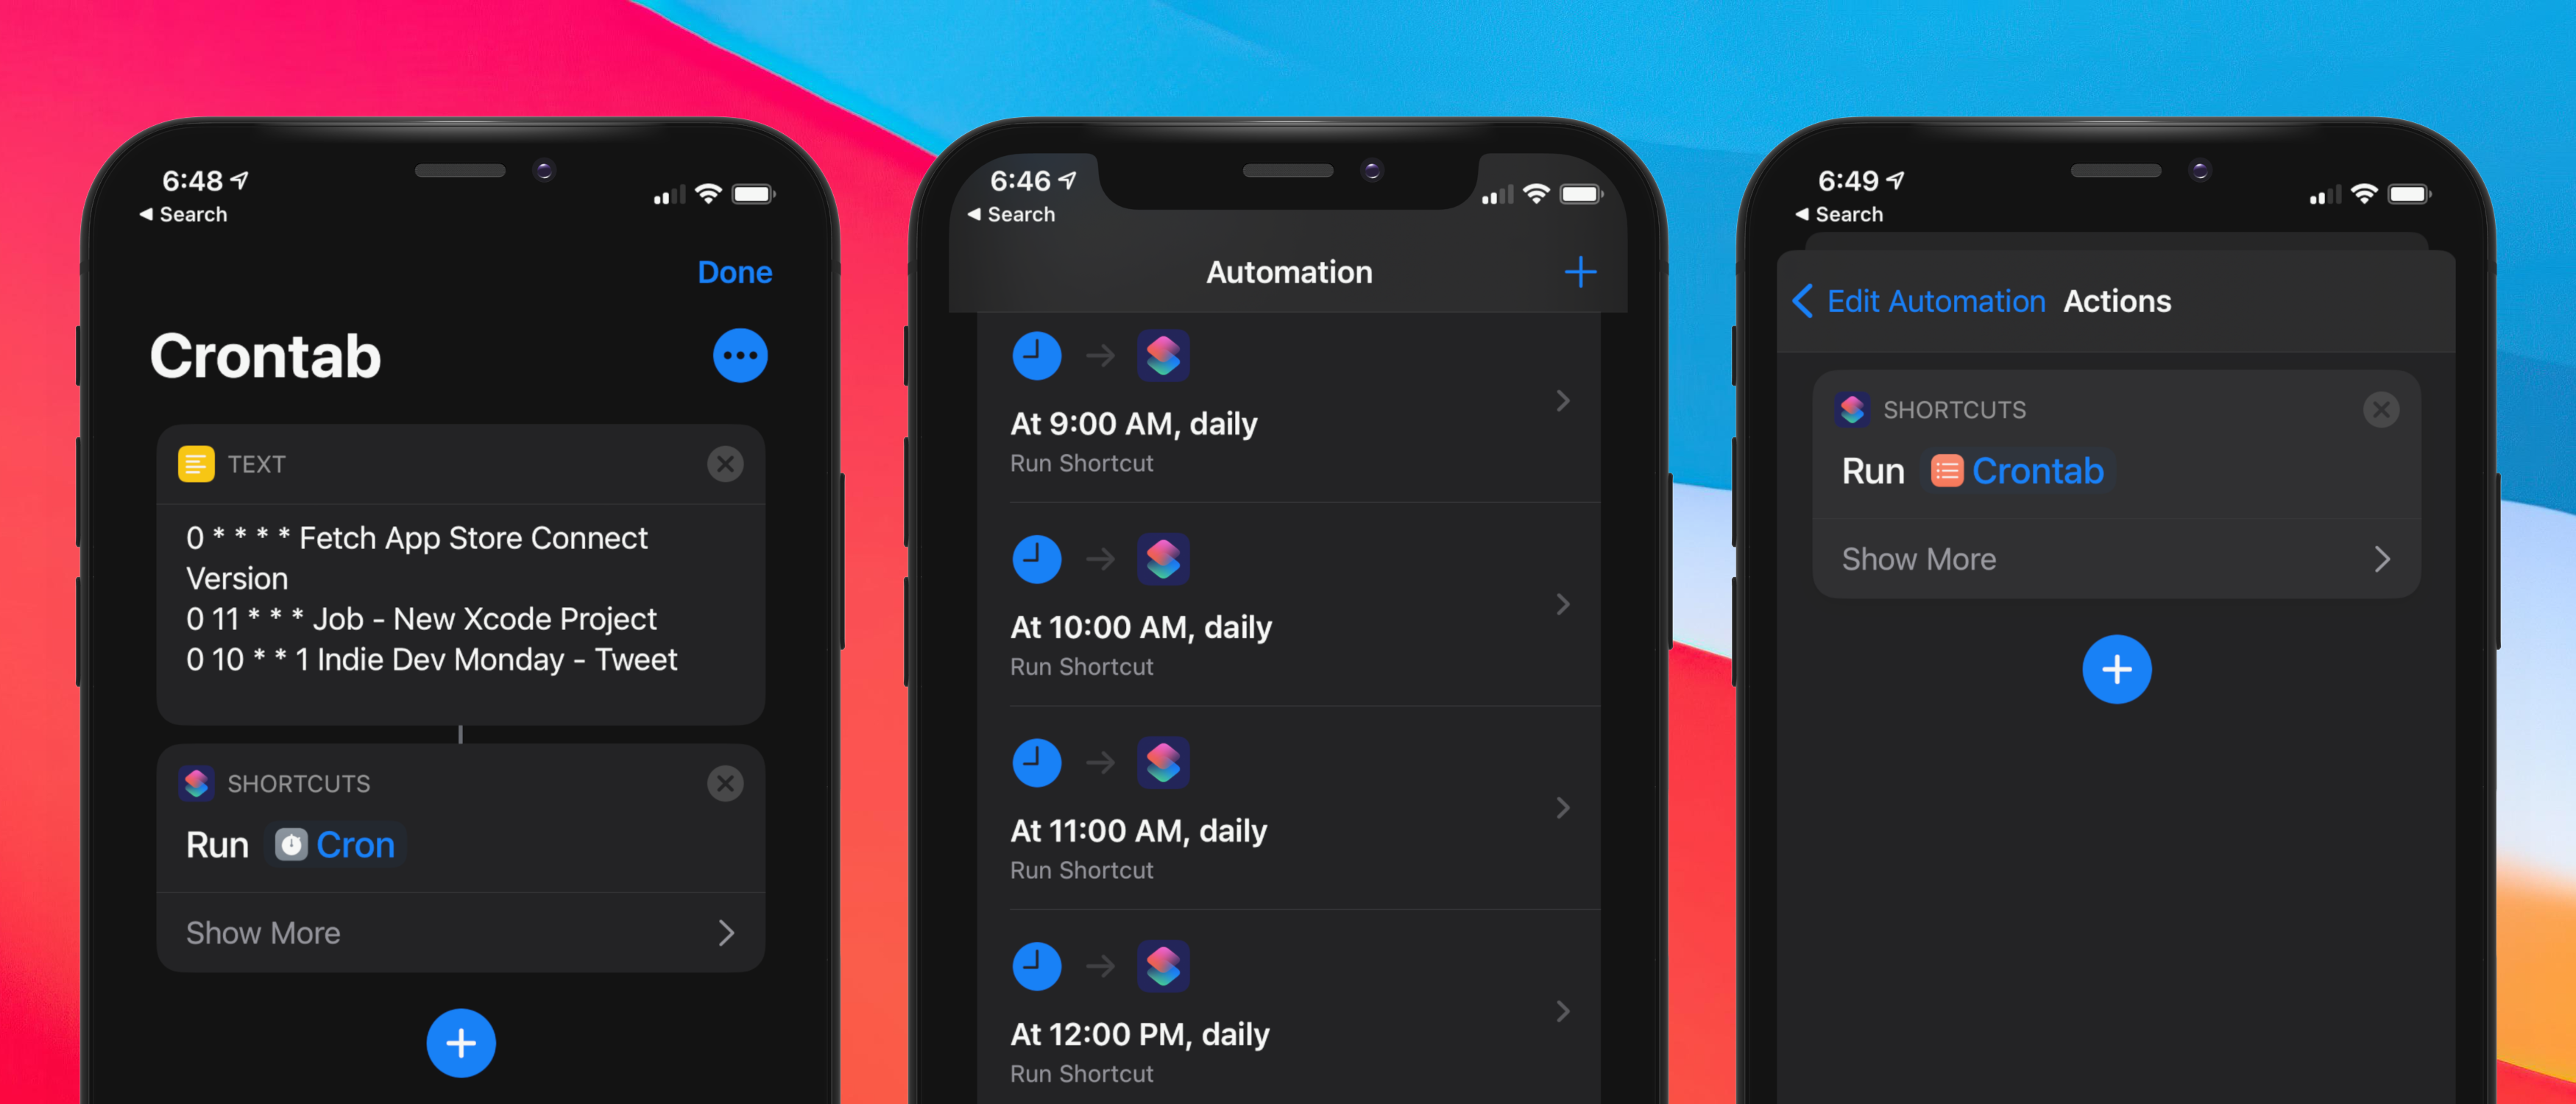 6:48
Search
Done
Crontab
TEXT
0 * * * * Fetch App Store Connect
Version
0 11 * * * Job - New Xcode Project
0 10 * * 1 Indie Dev Monday - Tweet
SHORTCUTS
Run Cron
Show More
6:46
Search
Automation
At 9:00 AM, daily
Run Shortcut
At 10:00 AM, daily
Run Shortcut
At 11:00 AM, daily
Run Shortcut
At 12:00 PM, daily
Run Shortcut
6:49
Search
Edit Automation Actions
SHORTCUTS
Run Crontab
Show More